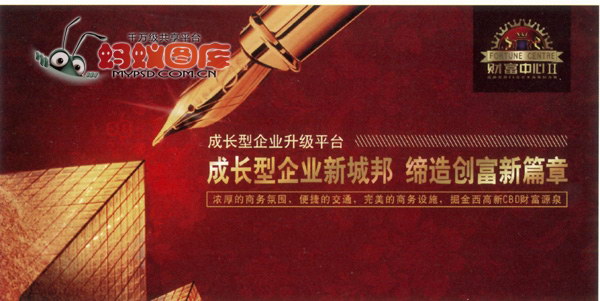 千万级共享平台
蚂蚁图库
MYPSD.COM.CN
FORTUNE CENTRE
财富中心II
成长型企业升级平台
成长型企业新城邦 缔造创富新篇章
浓厚的商务氛围、便捷的交通、完美的商务设施，掘金西高新CBD财富源泉